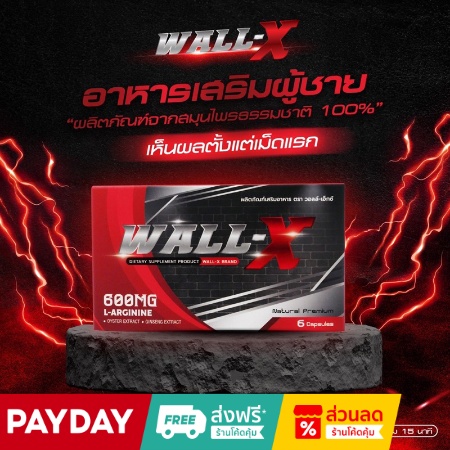 WALL-X
อาหารเสริมผู้ชาย
"ผลิตภัณฑ์จากสมุนไพรธรรมชาติ 100%"
เห็นผลตั้งแต่เม็ดแรก
ผลิตภัณฑ์เสริมอาหาร ตรา วอลล์-เอ็กซ์
WALL-X
DIETARY SUPPLEMENT PRODUCT WALL-X BRAND
600MG
L-ARGININE
• OYSTER EXTRACT • GINSENG EXTRACT
Natural Premium
6 Capsules
15 นาที
PAYDAY
FREE
ส่งฟรี*
ร้านโค้ดคุ้ม
%
ส่วนลด
ร้านโค้ดคุ้ม